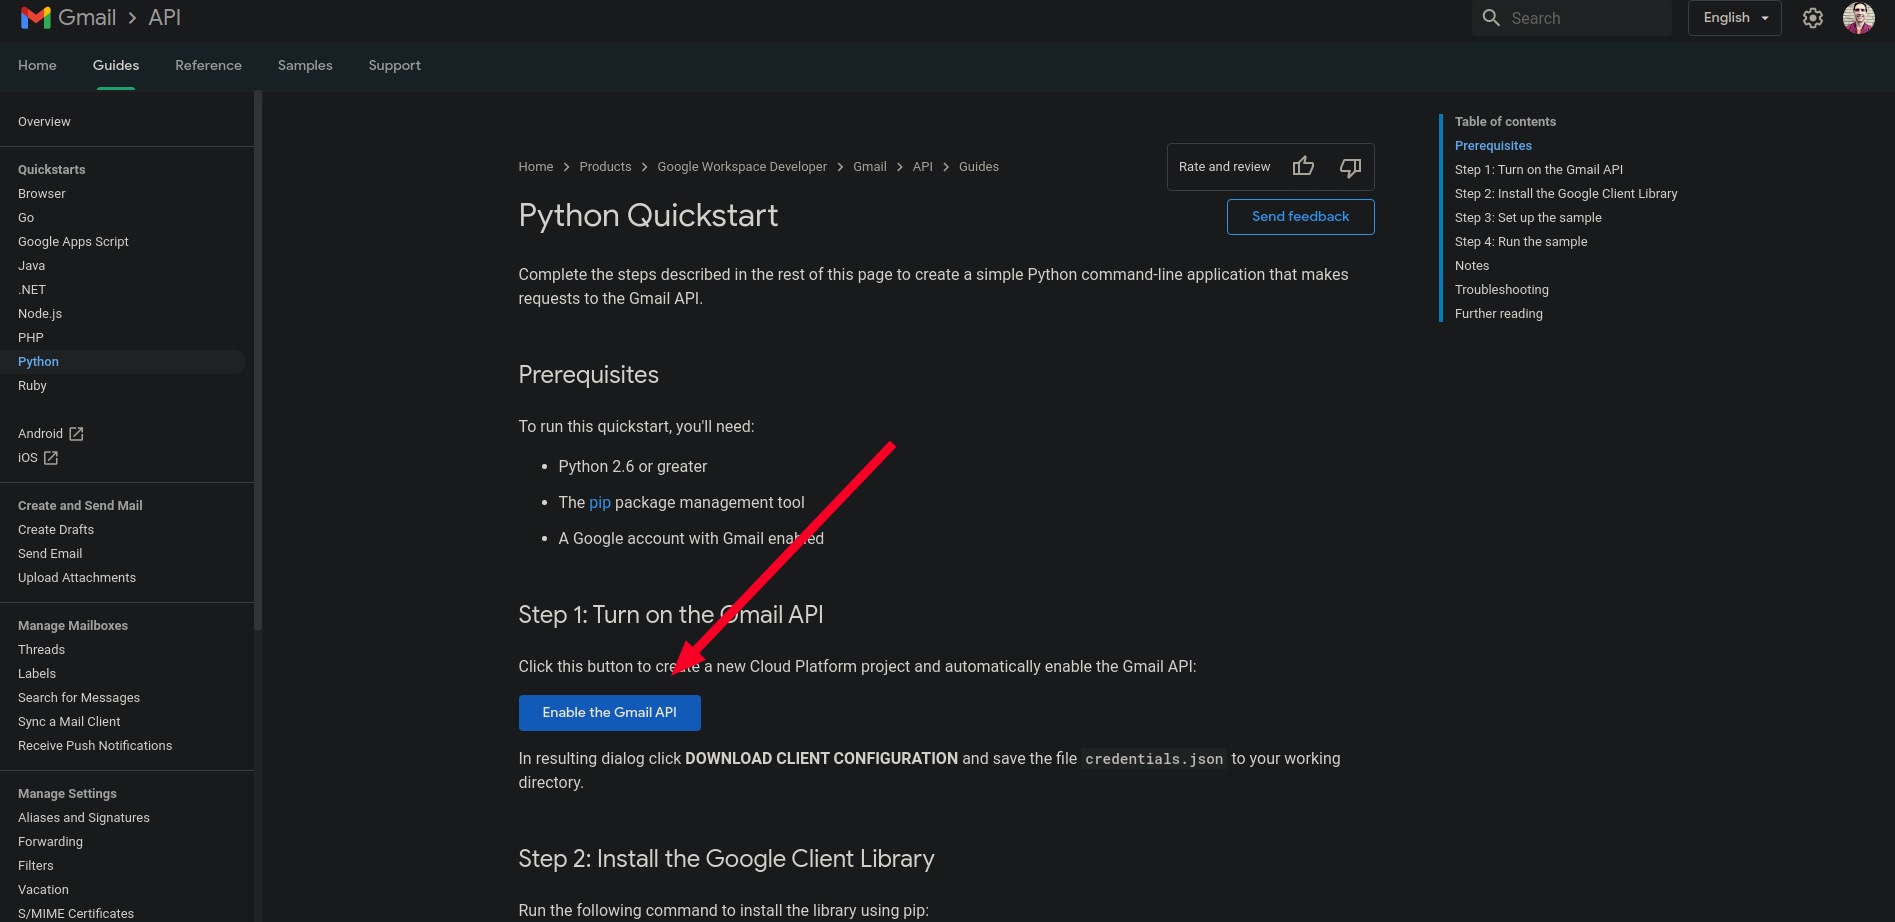 Gmail > API
Search
English
Home
Guides
Reference
Samples
Support
Overview
Quickstarts
Browser
Go
Google Apps Script
Java
.NET
Node.js
PHP
Python
Ruby
Android
iOS
Create and Send Mail
Create Drafts
Send Email
Upload Attachments
Manage Mailboxes
Threads
Labels
Search for Messages
Sync a Mail Client
Receive Push Notifications
Manage Settings
Aliases and Signatures
Forwarding
Filters
Vacation
S/MIME Certificates
Home > Products > Google Workspace Developer > Gmail > API > Guides
Rate and review
Python Quickstart
Send feedback
Complete the steps described in the rest of this page to create a simple Python command-line application that makes
requests to the Gmail API.
Prerequisites
To run this quickstart, you'll need:
• Python 2.6 or greater
• The pip package management tool
• A Google account with Gmail enabled
Step 1: Turn on the Gmail API
Click this button to create a new Cloud Platform project and automatically enable the Gmail API:
Enable the Gmail API
In resulting dialog click DOWNLOAD CLIENT CONFIGURATION and save the file credentials.json to your working
directory.
Step 2: Install the Google Client Library
Run the following command to install the library using pip:
Table of contents
Prerequisites
Step 1: Turn on the Gmail API
Step 2: Install the Google Client Library
Step 3: Set up the sample
Step 4: Run the sample
Notes
Troubleshooting
Further reading